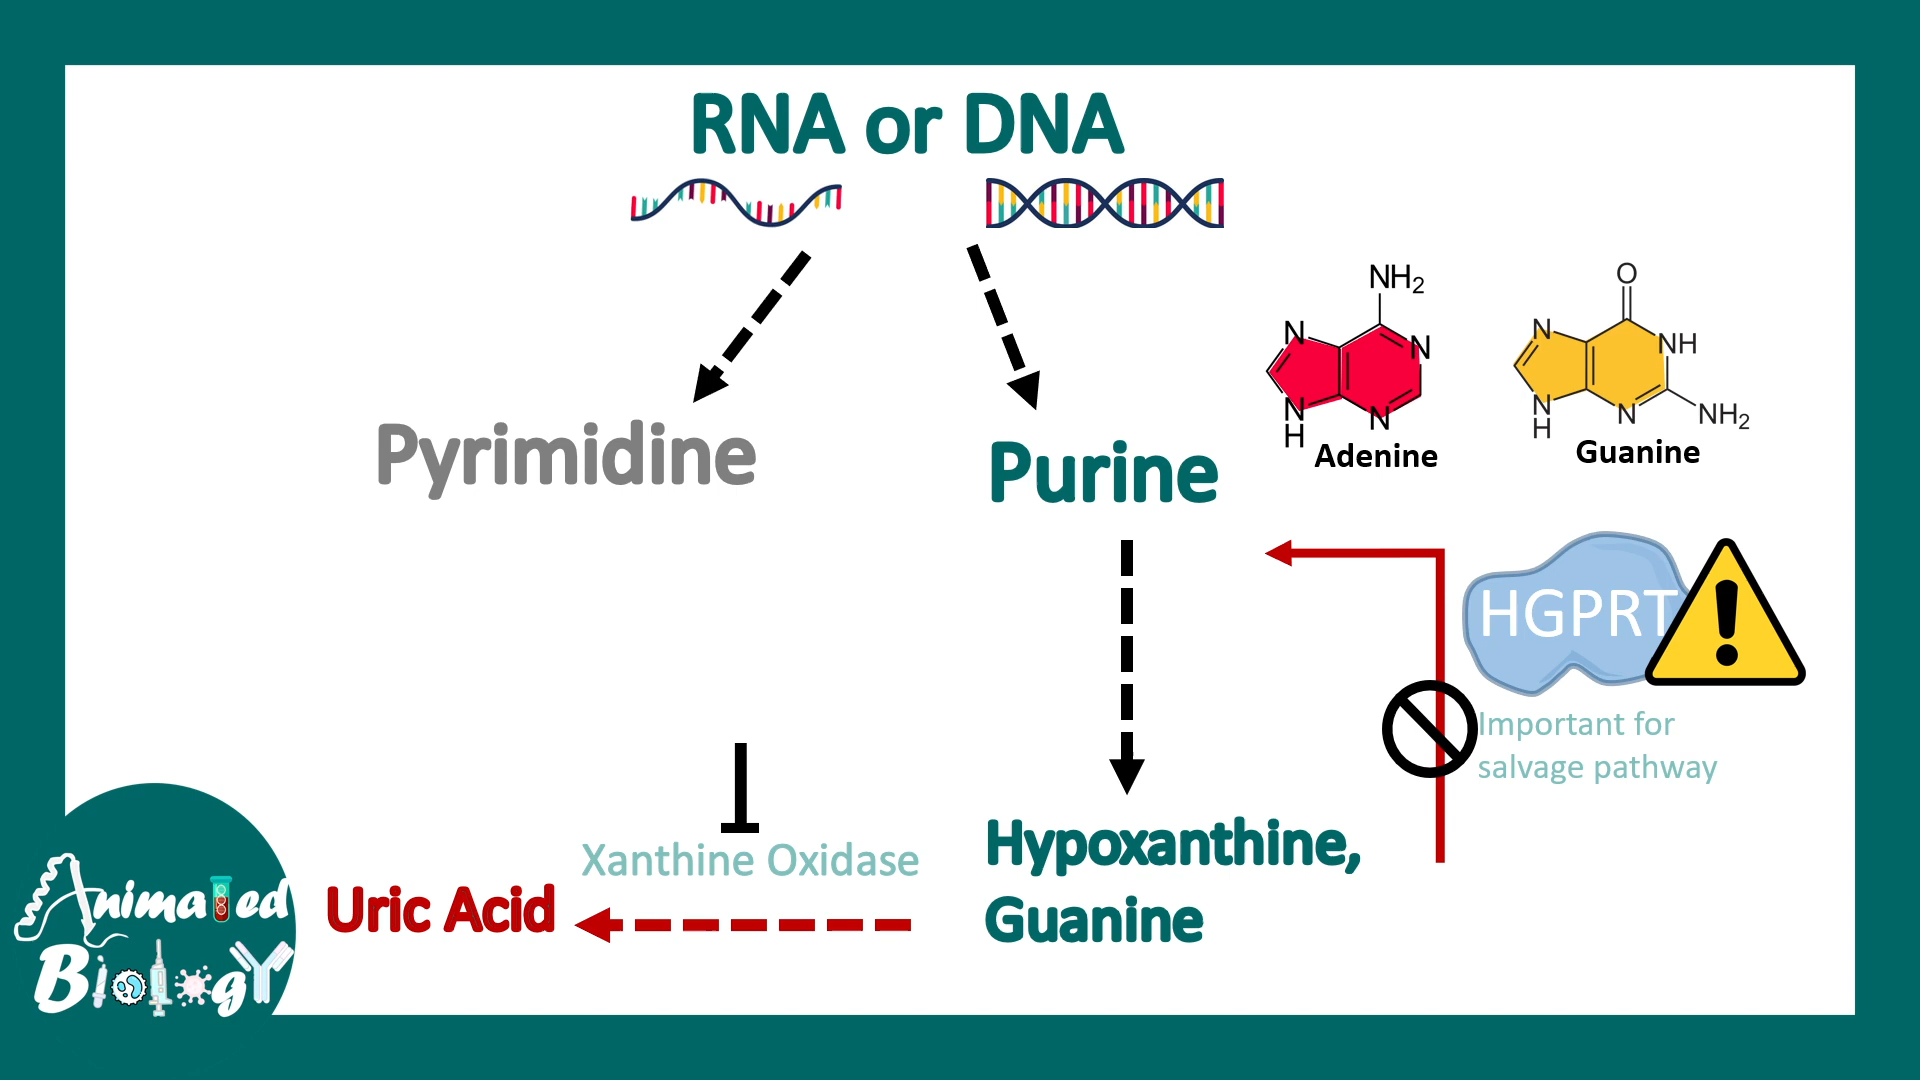 RNA or DNA
NH2
N
N
N
N
H
Adenine
O
N
NH
N
H
N
NH2
Guanine
Pyrimidine
Purine
HGPRT
Important for
salvage pathway
Xanthine Oxidase
Uric Acid
Hypoxanthine,
Guanine
Animated
Biology